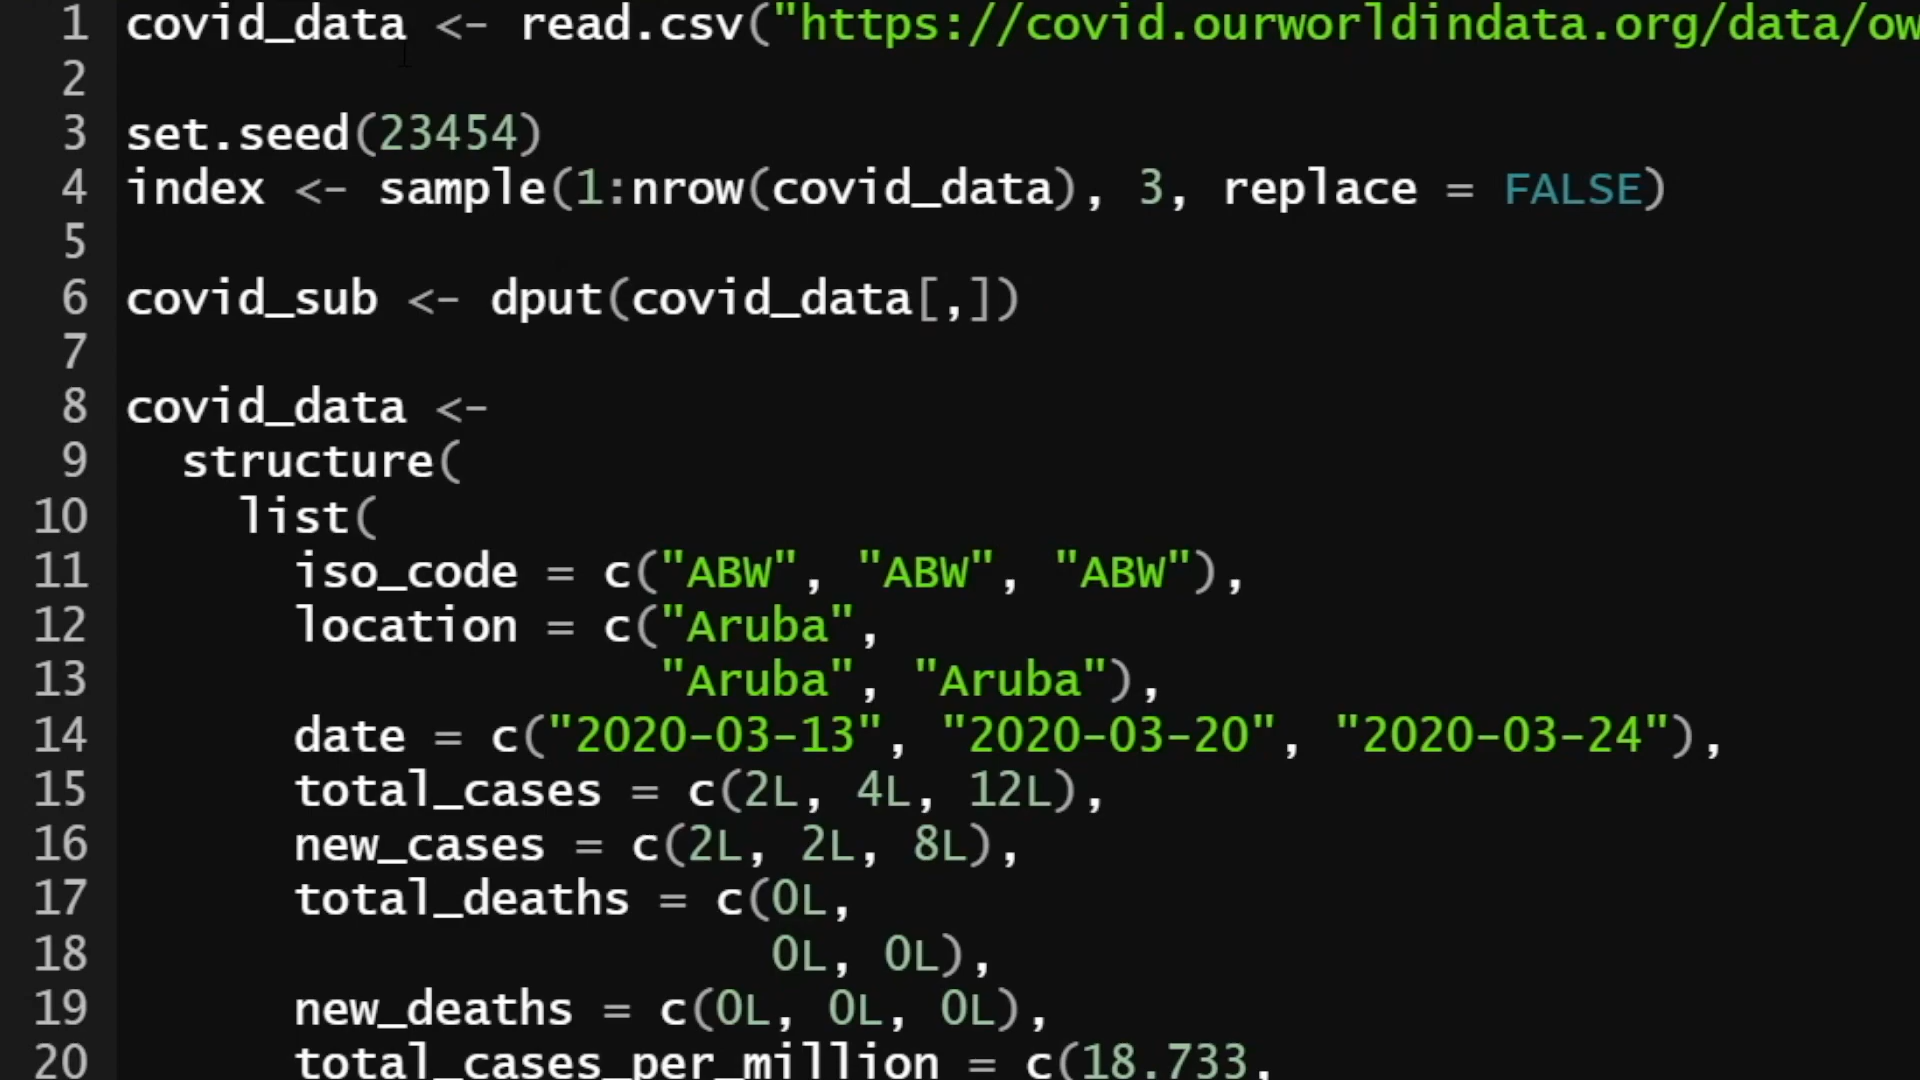 1 covid_data <- read.csv("https://covid.ourworldindata.org/data/ow
2
3 set.seed(23454)
4 index <- sample(1:nrow(covid_data), 3, replace = FALSE)
5
6 covid_sub <- dput(covid_data[,])
7
8 covid_data <-
9 structure(
10 list(
11 iso_code = c("ABW", "ABW", "ABW"),
12 location = c("Aruba",
13 "Aruba", "Aruba"),
14 date = c("2020-03-13", "2020-03-20", "2020-03-24"),
15 total_cases = c(2L, 4L, 12L),
16 new_cases = c(2L, 2L, 8L),
17 total_deaths = c(0L,
18 0L, 0L),
19 new_deaths = c(0L, 0L, 0L),
20 total_cases_per_million = c(18.733,